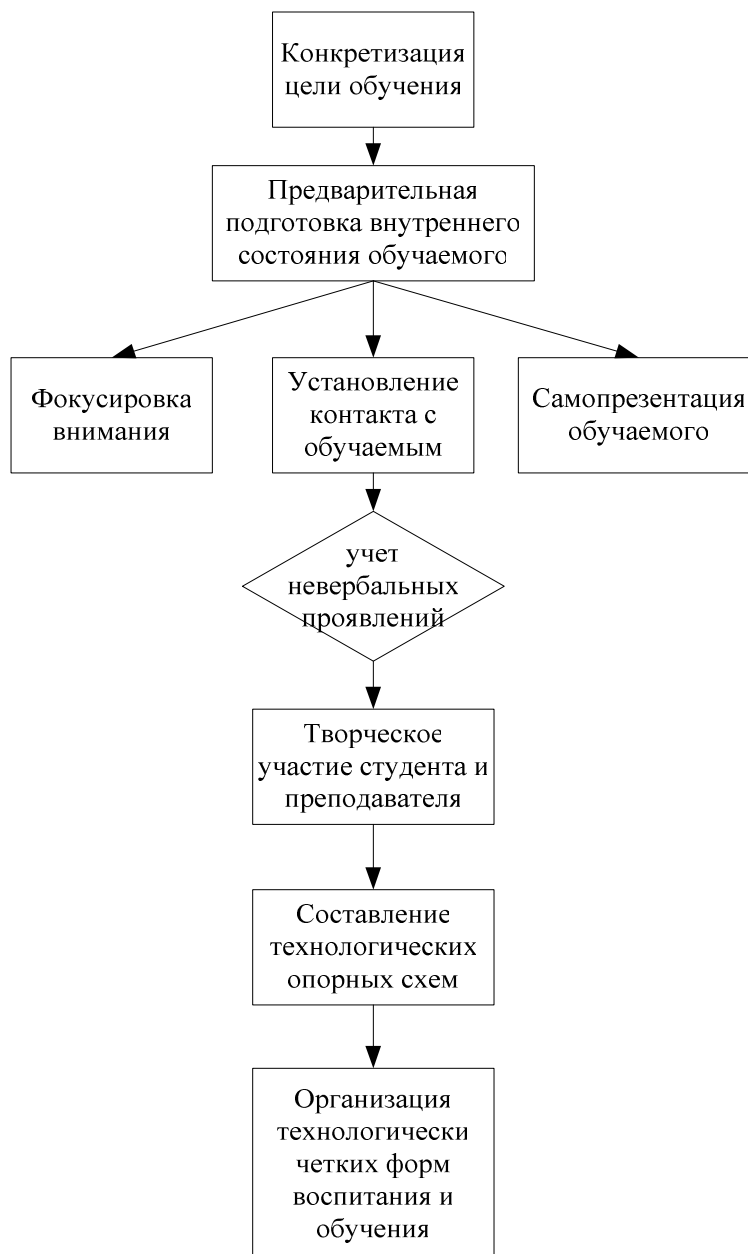 Конкретизация
цели обучения
Предварительная
подготовка внутреннего
состояния обучаемого
Фокусировка
внимания
Установление
контакта с
обучаемым
Самопрезентация
обучаемого
учет
невербальных
проявлений
Творческое
участие студента и
преподавателя
Составление
технологических
опорных схем
Организация
технологически
четких форм
воспитания и
обучения